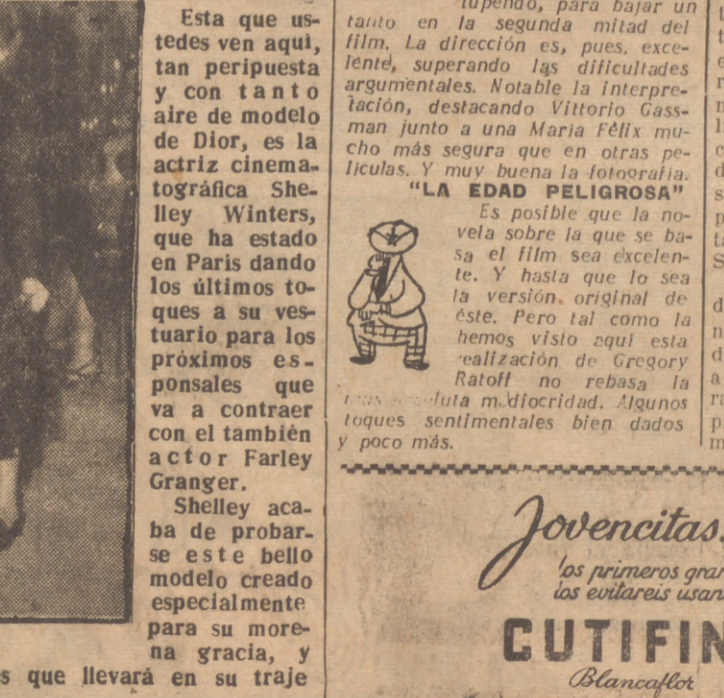 Esta que us-
tedes ven aquí,
tan peripuesta
y con tanto
aire de modelo
de Dior, es la
actriz cinema-
tográfica She-
lley Winters,
que ha estado
en París dando
los últimos to-
ques a su ves-
tuario para los
próximos es-
ponsales que
va a contraer
con el también
actor Farley
Granger.
Shelley aca-
ba de probar-
se este bello
modelo creado
especialmente
para su more-
na gracia, y
que llevará en su traje
para bajar un
tanto en la segunda mitad del
film. La dirección es, pues, exce-
lente, superando las dificultades
argumentales. Notable la interpre-
tación, destacando Vittorio Gass-
man junto a una María Félix mu-
cho más segura que en otras pe-
lículas. Y muy buena la fotografía.
"LA EDAD PELIGROSA"
Es posible que la no-
vela sobre la que se ba-
sa el film sea excelen-
te. Y hasta que lo sea
la versión original de
éste. Pero tal como la
hemos visto aquí esta
realización de Gregory
Ratoff no rebasa la
mediocridad. Algunos
toques sentimentales bien dados
y poco más.
Jovencitas.
los primeros
los evitareis
CUTIFIN
Blancaflor